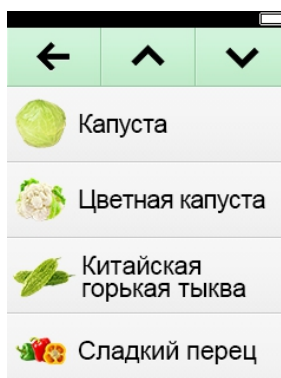 Капуста
Цветная капуста
Китайская
горькая тыква
Сладкий перец